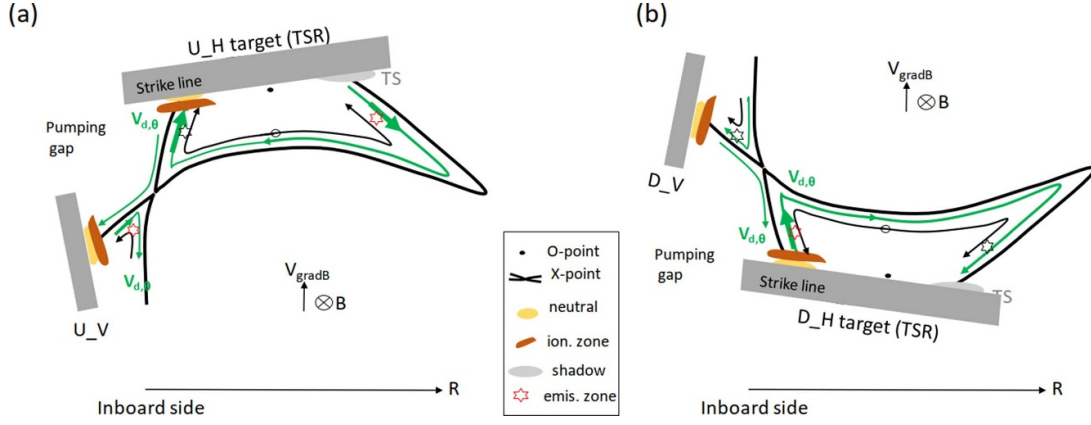 (a)
U_H target (TSR)
Strike line
TS
V_{d,θ}
Pumping
gap
V_{d,θ}
U_V
V_{gradB}
B
R
Inboard side
O-point
X-point
neutral
ion. zone
shadow
emis. zone
(b)
V_{gradB}
B
D_V
V_{d,θ}
V_{d,θ}
Pumping
gap
Strike line
TS
D_H target (TSR)
R
Inboard side